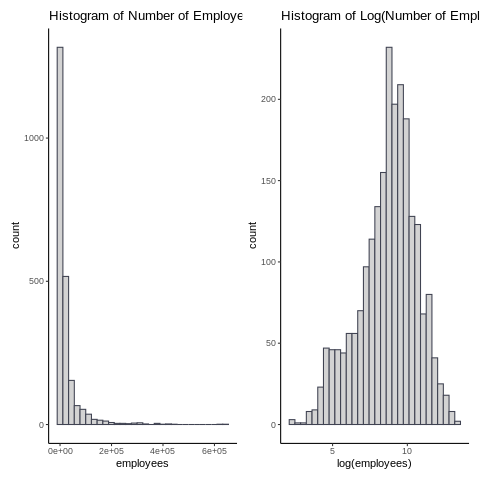 Histogram of Number of Employe
1000
500
0
count
0e+00 2e+05 4e+05 6e+05
employees
Histogram of Log(Number of Empl
200
150
100
50
0
count
5 10
log(employees)